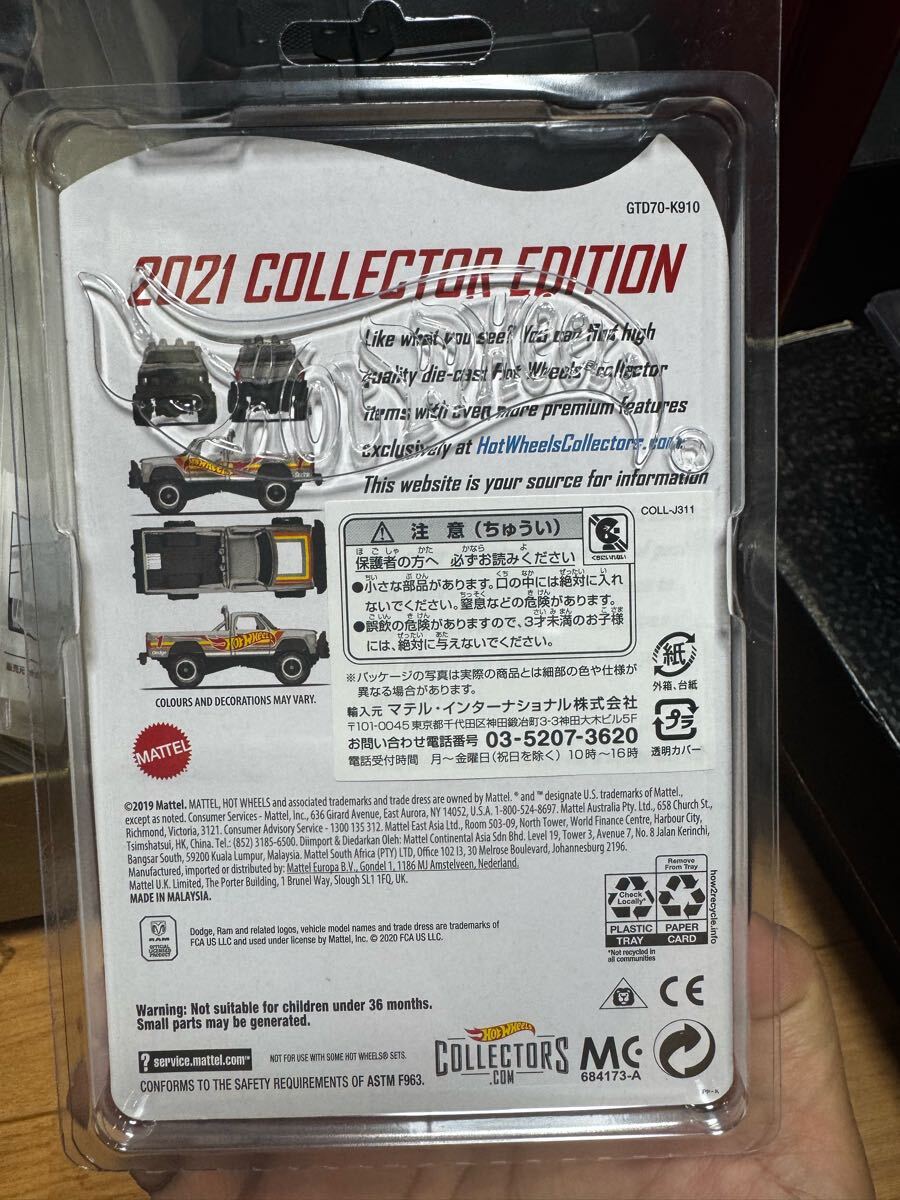 GTD70-K910
2021 COLLECTOR EDITION
Like what you see? You can find high
quality die-cast Hot Wheels® collector
items with even more premium features
exclusively at HotWheelsCollectors.com.
This website is your source for information
COLL-J311
注意(ちゅうい)
保護者の方へ 必ずお読みください
●小さな部品があります。口の中には絶対に入れ
ないでください。窒息などの危険があります。
●誤飲の危険がありますので、3才未満のお子様
には、絶対に与えないでください。
※パッケージの写真は実際の商品とは細部の色や仕様が
異なる場合があります。
輸入元 マテル・インターナショナル株式会社
〒101-0045 東京都千代田区神田鍛冶町3-3神田大木ビル5F
お問い合わせ電話番号 03-5207-3620
電話受付時間 月～金曜日(祝日を除く) 10時～16時
紙
外箱、台紙
プラ
透明カバー
HOT WHEELS
Dodge
HOT WHEELS
COLOURS AND DECORATIONS MAY VARY.
MATTEL
©2019 Mattel. MATTEL, HOT WHEELS and associated trademarks and trade dress are owned by Mattel. ® and ™ designate U.S. trademarks of Mattel.,
except as noted. Consumer Services - Mattel, Inc., 636 Girard Avenue, East Aurora, NY 14052, U.S.A. 1-800-524-8697. Mattel Australia Pty. Ltd., 658 Church St.,
Richmond, Victoria, 3121. Consumer Advisory Service - 1300 135 312. Mattel East Asia Ltd., Room 503-09, North Tower, World Finance Centre, Harbour City,
Tsimshatsui, HK, China. Tel.: (852) 3185-6500. Diimport & Diedarkan Oleh: Mattel Continental Asia Sdn Bhd. Level 19, Tower 3, Avenue 7, No. 8 Jalan Kerinchi,
Bangsar South, 59200 Kuala Lumpur, Malaysia. Mattel South Africa (PTY) LTD, Office 102 I3, 30 Melrose Boulevard, Johannesburg 2196.
Manufactured, imported or distributed by: Mattel Europa B.V., Gondel 1, 1186 MJ Amstelveen, Nederland.
Mattel U.K. Limited, The Porter Building, 1 Brunel Way, Slough SL1 1FQ, UK.
MADE IN MALAYSIA.
Check
Locally*
PLASTIC
TRAY
*Not recycled in
all communities
Remove
From Tray
PAPER
CARD
how2recycle.info
RAM
OFFICIAL
LICENSED
PRODUCT
Dodge, Ram and related logos, vehicle model names and trade dress are trademarks of
FCA US LLC and used under license by Mattel, Inc. © 2020 FCA US LLC.
Warning: Not suitable for children under 36 months.
Small parts may be generated.
CE
? service.mattel.com™
NOT FOR USE WITH SOME HOT WHEELS® SETS.
CONFORMS TO THE SAFETY REQUIREMENTS OF ASTM F963.
Hot Wheels
COLLECTORS
.COM
MC
684173-A
PP-K